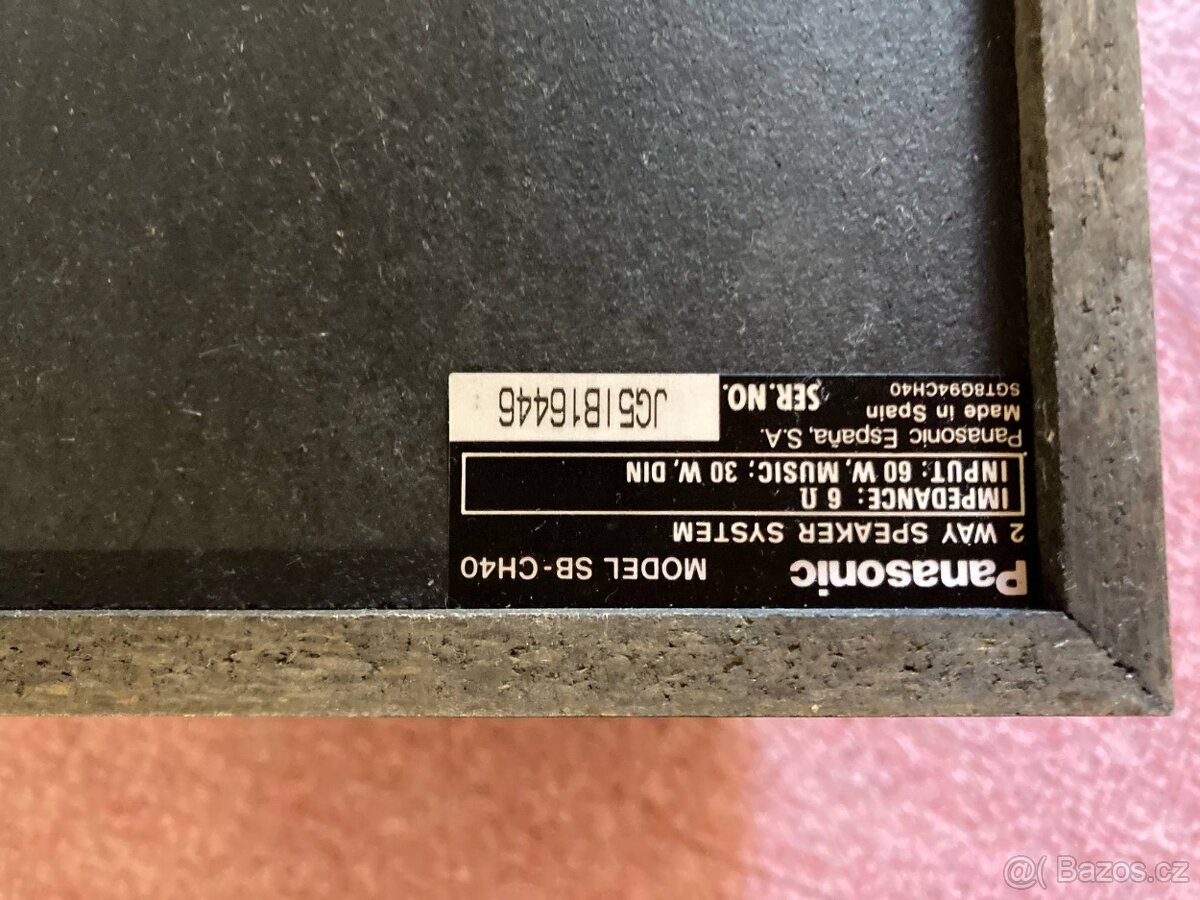 Panasonic MODEL SB-CH40
2 WAY SPEAKER SYSTEM
IMPEDANCE: 6 Ω
INPUT: 60 W, MUSIC; 30 W, DIN
Panasonic España, S.A.
Made in Spain
SGT8G94CH40
SER.NO. JG5IB16446
@( Bazos.cz